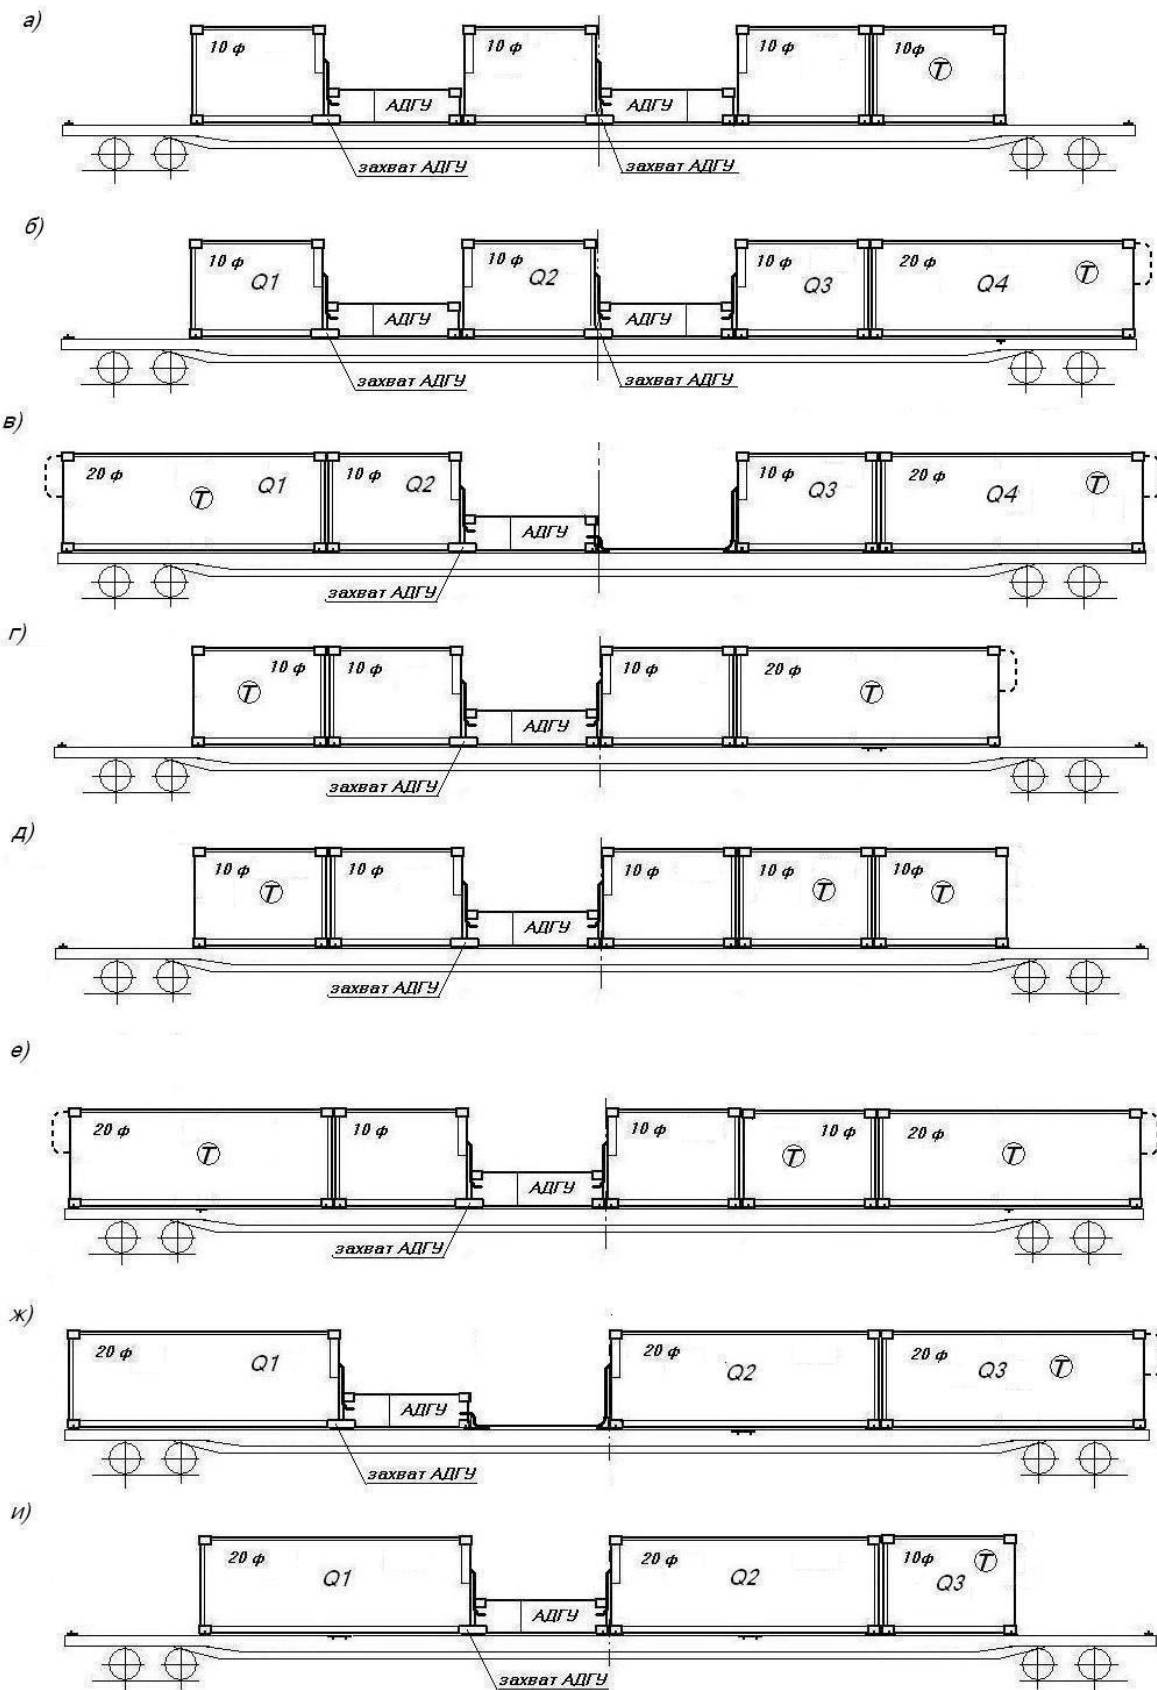 а)
10 ф 10 ф 10 ф 10ф
Т
АДГУ АДГУ
захват АДГУ захват АДГУ
б)
10 ф Q1 10 ф Q2 10 ф Q3 20 ф Q4 Т
АДГУ АДГУ
захват АДГУ захват АДГУ
в)
20 ф Т Q1 10 ф Q2 10 ф Q3 20 ф Q4 Т
АДГУ
захват АДГУ
г)
10 ф Т 10 ф 10 ф 20 ф Т
АДГУ
захват АДГУ
д)
10 ф Т 10 ф 10 ф 10 ф Т 10ф Т
АДГУ
захват АДГУ
е)
20 ф Т 10 ф 10 ф Т 10 ф 20 ф Т
АДГУ
захват АДГУ
ж)
20 ф Q1 20 ф Q2 20 ф Q3 Т
АДГУ
захват АДГУ
и)
20 ф Q1 20 ф Q2 10ф Т Q3
АДГУ
захват АДГУ